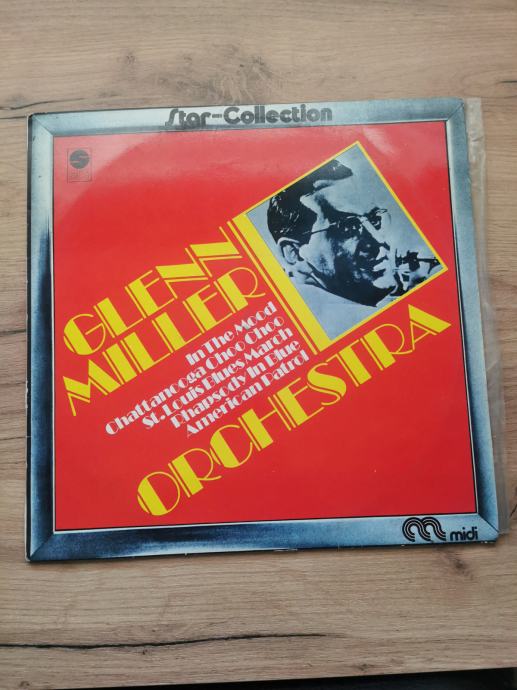 Star-Collection
GLENN
MILLER
In The Mood
Chattanooga Choo Choo
St. Louis Blues March
Rhapsody In Blue
American Patrol
ORCHESTRA
midi